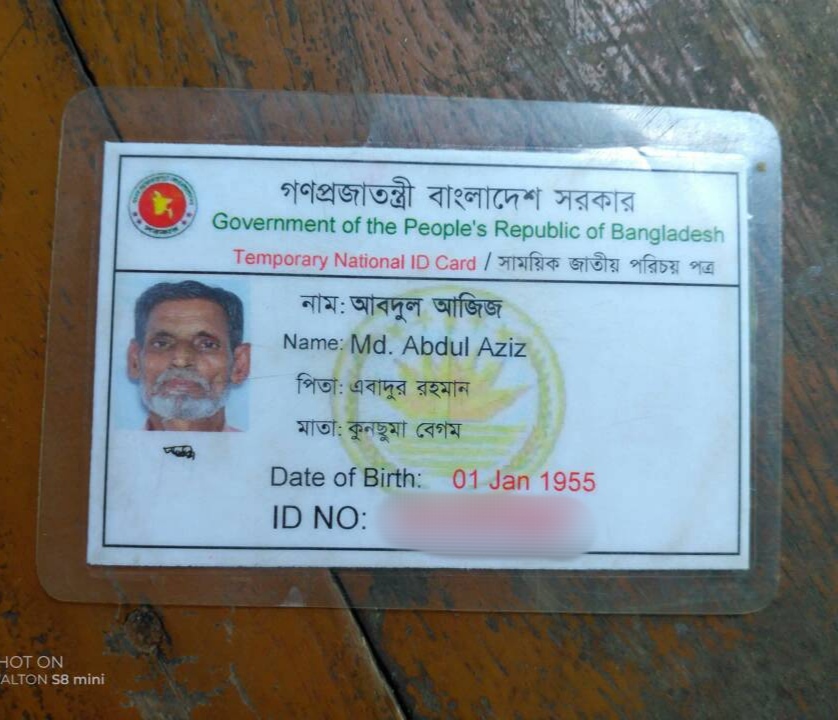 গণপ্রজাতন্ত্রী বাংলাদেশ সরকার
Government of the People's Republic of Bangladesh
Temporary National ID Card / সাময়িক জাতীয় পরিচয় পত্র
নাম: আবদুল আজিজ
Name: Md. Abdul Aziz
পিতা: এবাদুর রহমান
মাতা: কুনছুমা বেগম
Date of Birth: 01 Jan 1955
ID NO:
HOT ON
ALTON S8 mini